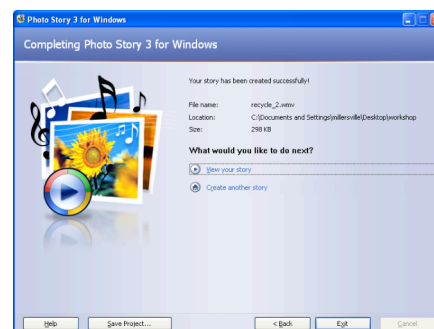 Photo Story 3 for Windows
Completing Photo Story 3 for Windows
Your story has been created successfully!
File name: recycle_2.wmv
Location: C:\Documents and Settings\millersville\Desktop\workshop
Size: 298 KB
What would you like to do next?
View your story
Create another story
Help Save Project... < Back Exit Cancel